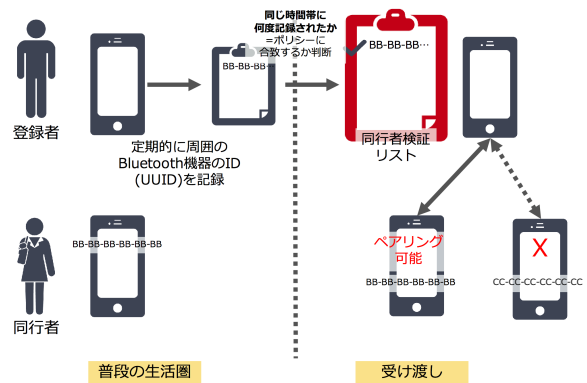 同じ時間帯に
何度記録されたか
=ポリシーに
合致するか判断
BB-BB-BB…
BB-BB-BB…
登録者
定期的に周囲の
Bluetooth機器のID
(UUID)を記録
同行者検証
リスト
BB-BB-BB-BB-BB-BB
ペアリング
可能
X
BB-BB-BB-BB-BB-BB
CC-CC-CC-CC-CC-CC
同行者
普段の生活圏
受け渡し